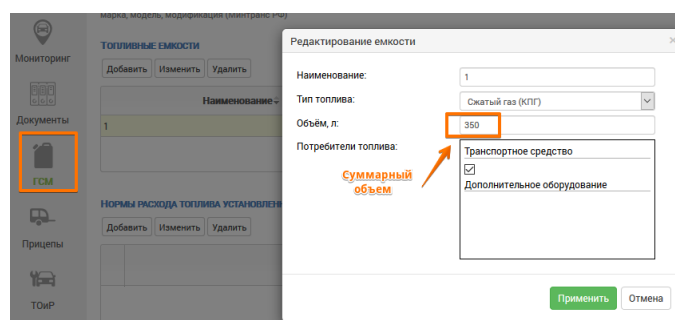 марка, модель, модификация (Минтранс РФ)
Мониторинг
Документы
ГСМ
Прицепы
ТОиР
Топливные емкости
Добавить Изменить Удалить
Наименование
1
Нормы расхода топлива установлен
Добавить Изменить Удалить
Редактирование емкости
×
Наименование:
1
Тип топлива:
Сжатый газ (КПГ)
Объём, л:
350
Потребители топлива:
Транспортное средство
Дополнительное оборудование
Суммарный
объем
Применить Отмена